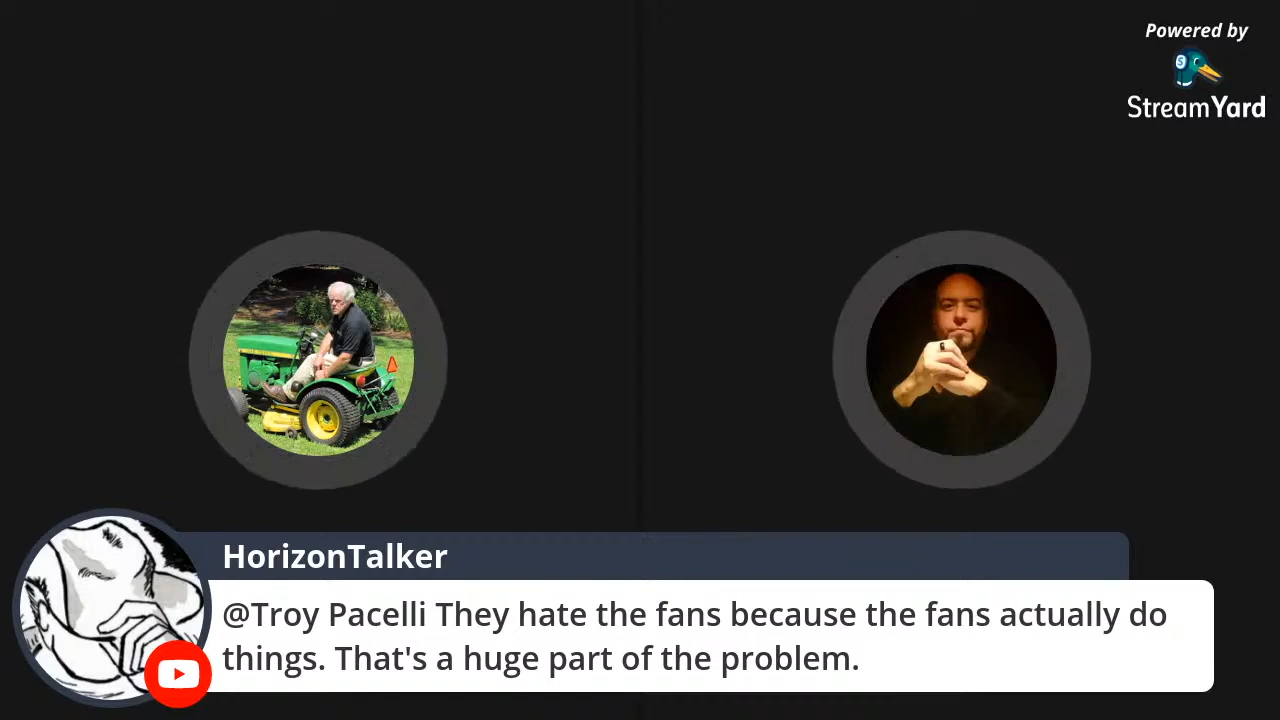 Powered by
StreamYard
HorizonTalker
@Troy Pacelli They hate the fans because the fans actually do
things. That's a huge part of the problem.